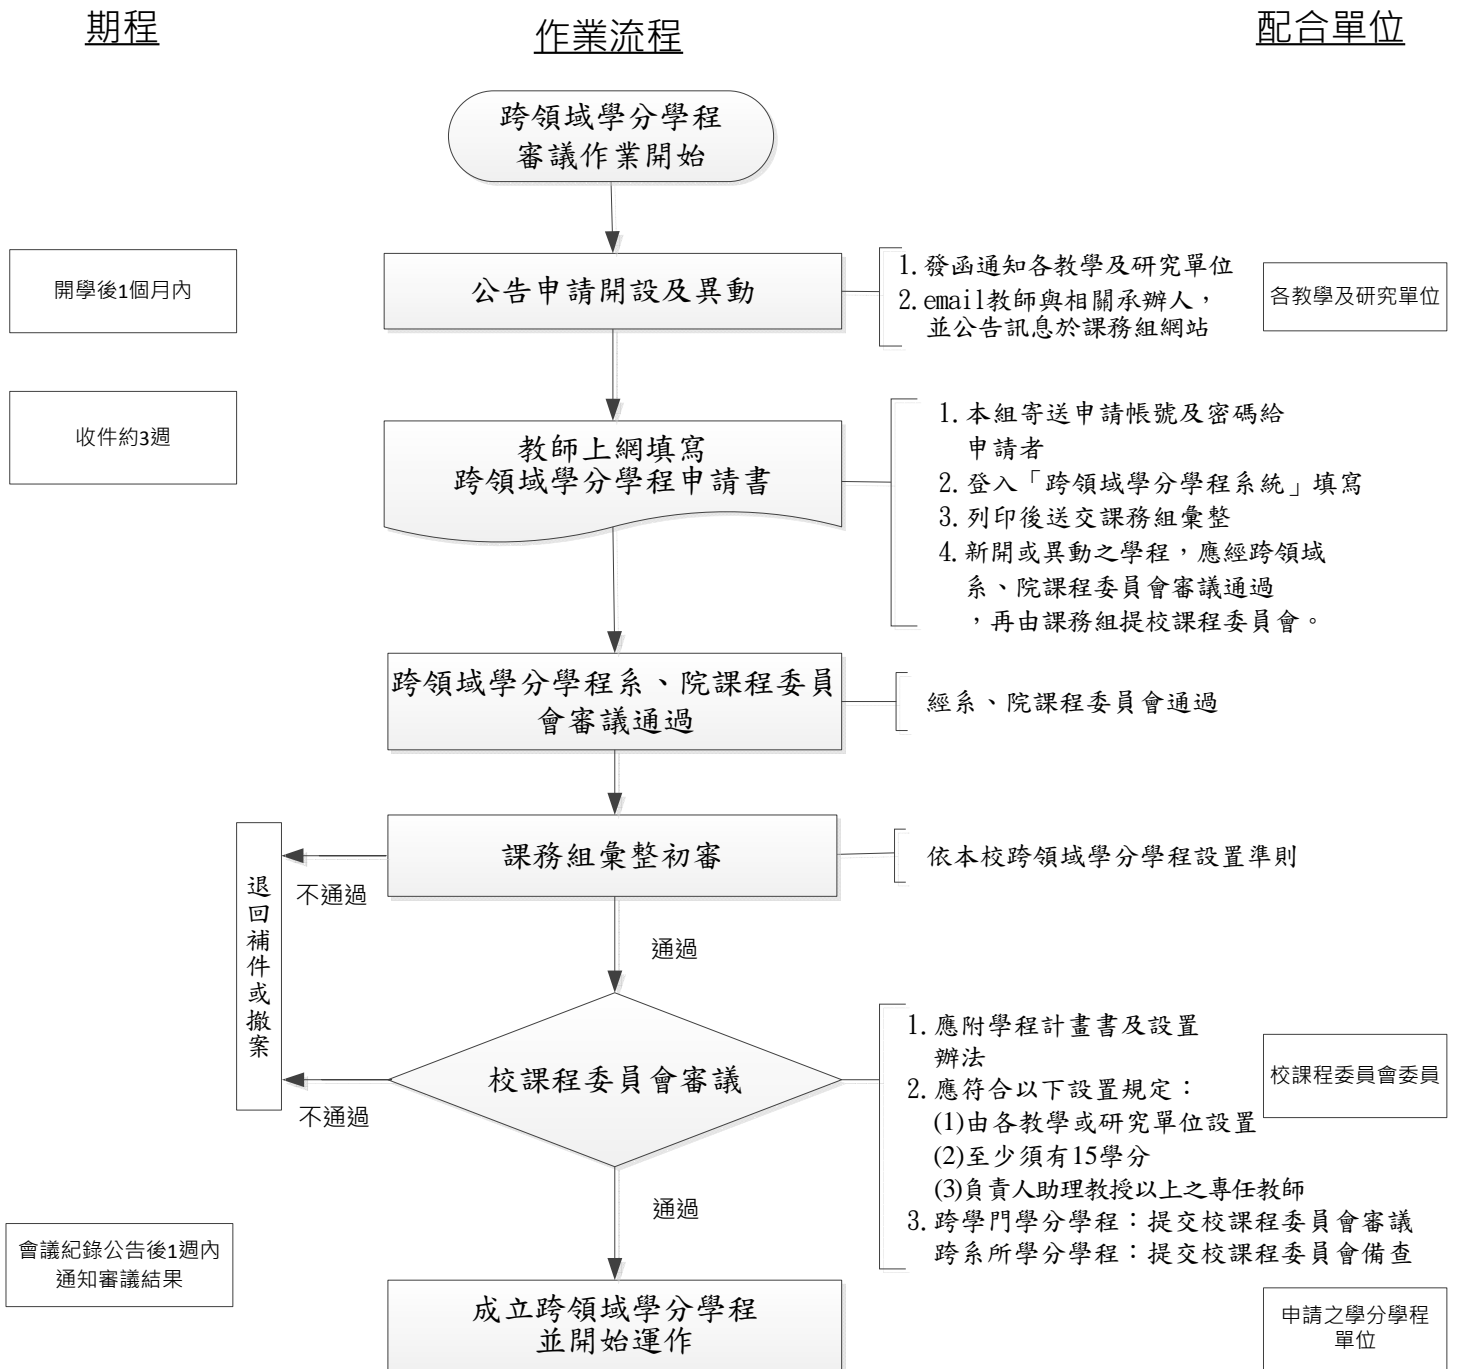 期程
作業流程
配合單位
跨領域學分學程
審議作業開始
開學後1個月內
公告申請開設及異動
1.發函通知各教學及研究單位
2.email教師與相關承辦人，
並公告訊息於課務組網站
各教學及研究單位
收件約3週
教師上網填寫
跨領域學分學程申請書
1.本組寄送申請帳號及密碼給
申請者
2.登入「跨領域學分學程系統」填寫
3.列印後送交課務組彙整
4.新開或異動之學程，應經跨領域
系、院課程委員會審議通過
，再由課務組提校課程委員會。
跨領域學分學程系、院課程委員
會審議通過
經系、院課程委員會通過
課務組彙整初審
依本校跨領域學分學程設置準則
不通過
退回補件或撤案
通過
校課程委員會審議
不通過
1.應附學程計畫書及設置
辦法
2.應符合以下設置規定：
(1)由各教學或研究單位設置
(2)至少須有15學分
(3)負責人助理教授以上之專任教師
3.跨學門學分學程：提交校課程委員會審議
跨系所學分學程：提交校課程委員會備查
校課程委員會委員
通過
會議紀錄公告後1週內
通知審議結果
成立跨領域學分學程
並開始運作
申請之學分學程
單位